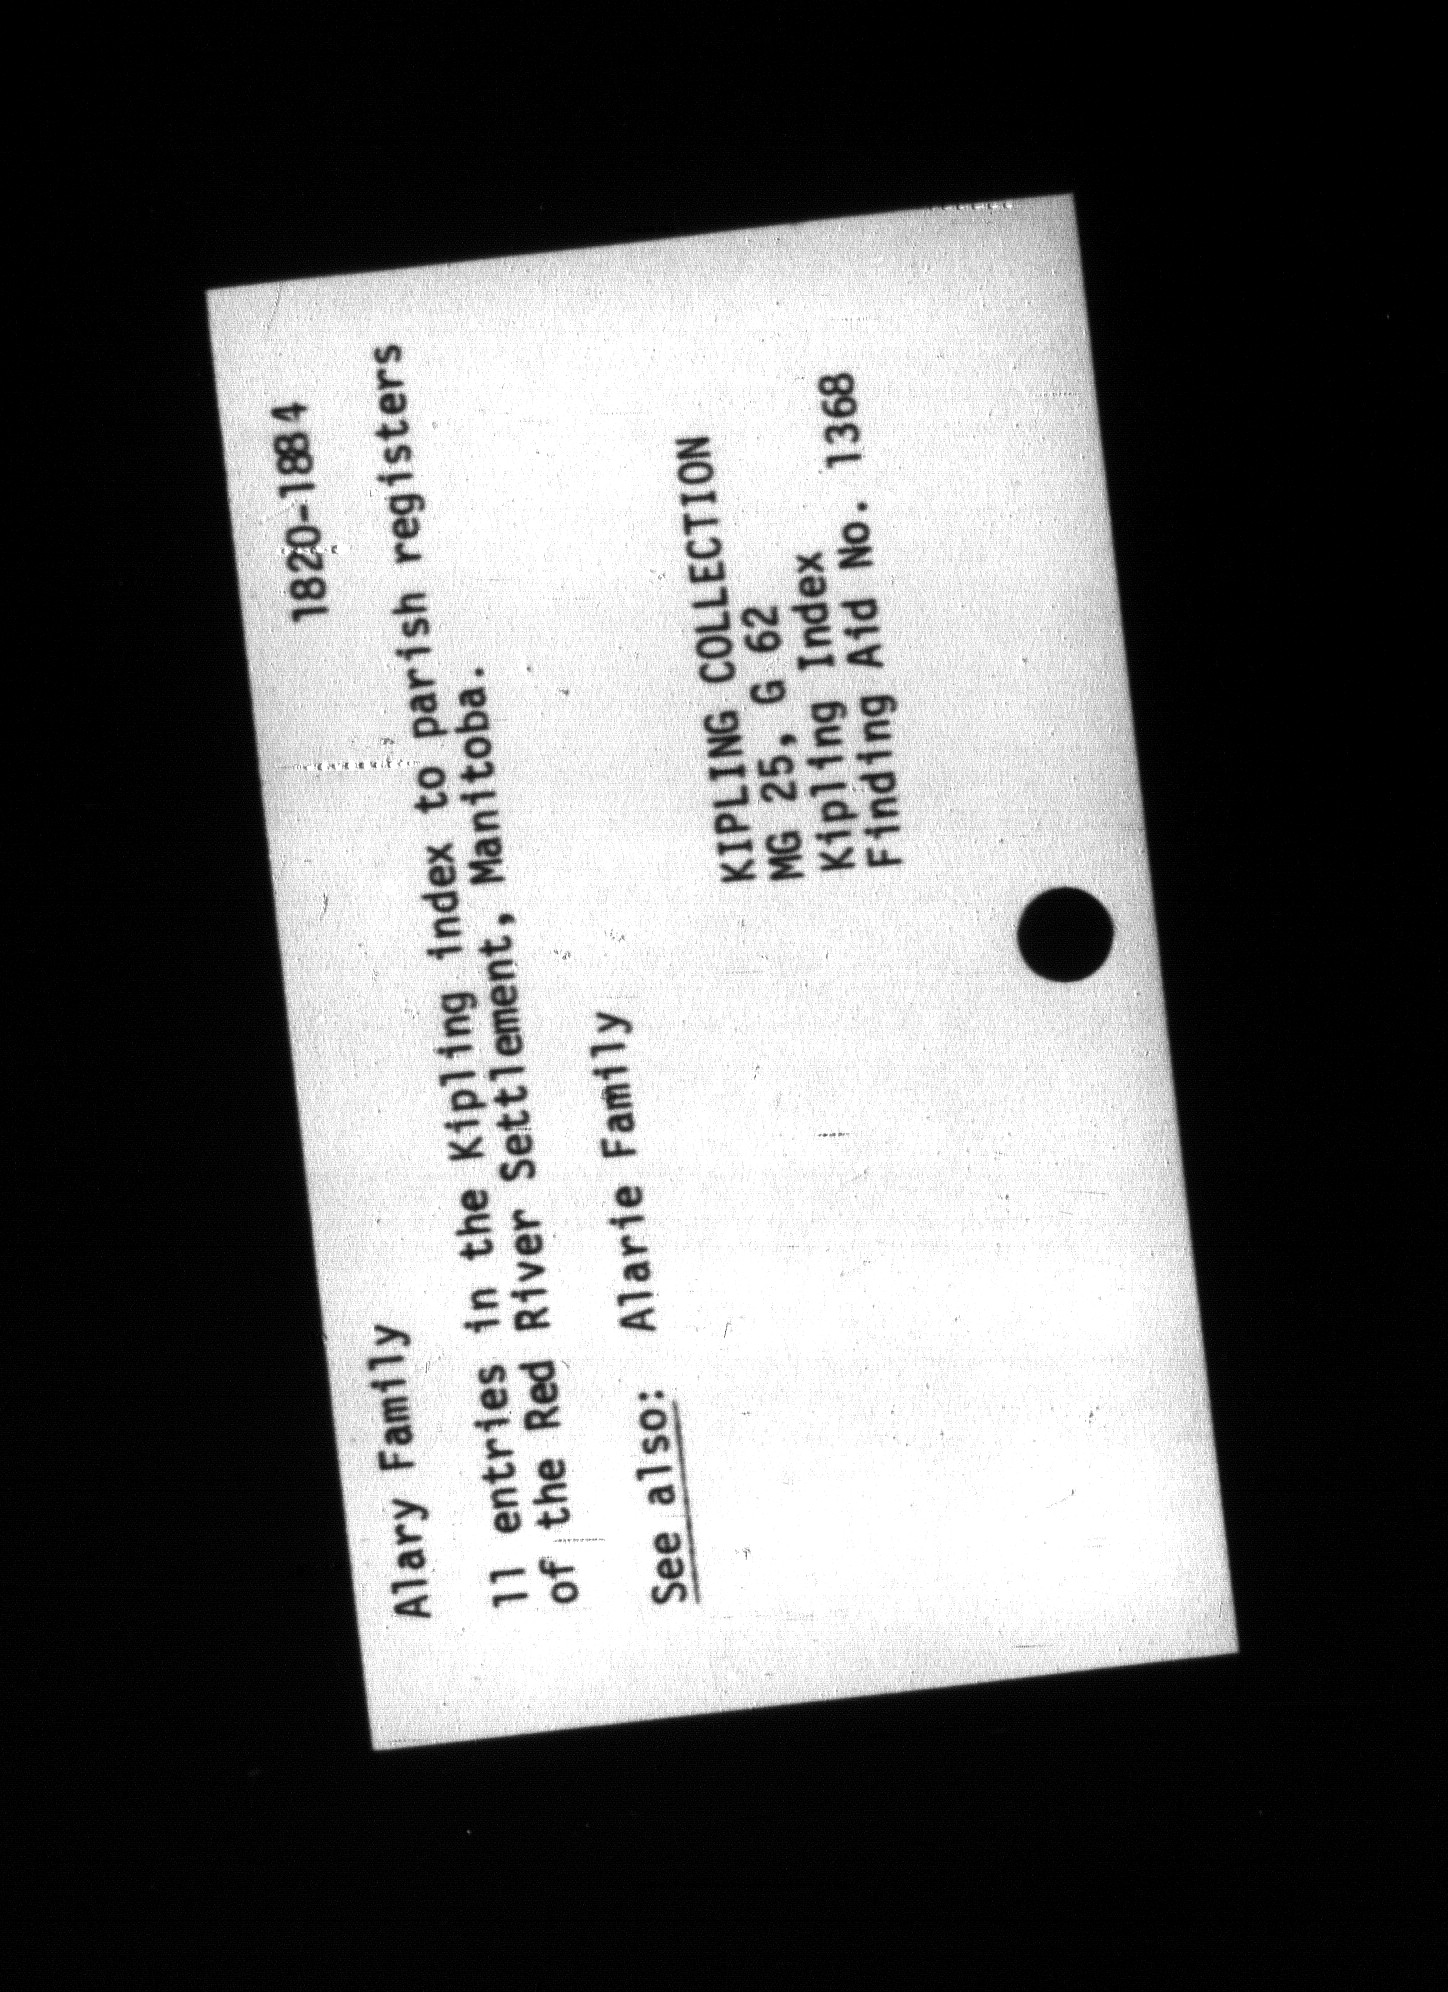 Alary Family 1820-1884
11 entries in the Kipling index to parish registers
of the Red River Settlement, Manitoba.
See also: Alarie Family
KIPLING COLLECTION
MG 25, G 62
Kipling Index
Finding Aid No. 1368